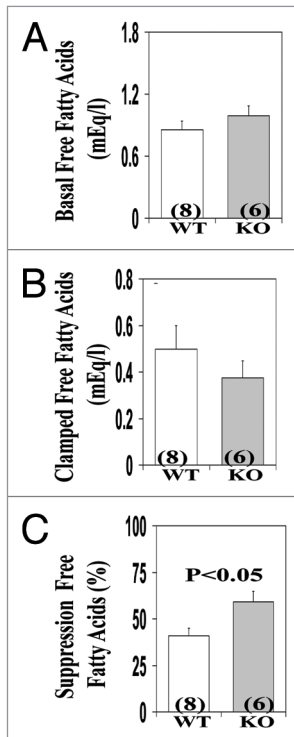 A
Basal Free Fatty Acids
(mEq/l)
1.8
1.2
0.6
0
(8) (6)
WT KO
B
Clamped Free Fatty Acids
(mEq/l)
0.8
0.6
0.4
0.2
0
(8) (6)
WT KO
C
Suppression Free
Fatty Acids (%)
100
75
50
25
0
P<0.05
(8) (6)
WT KO